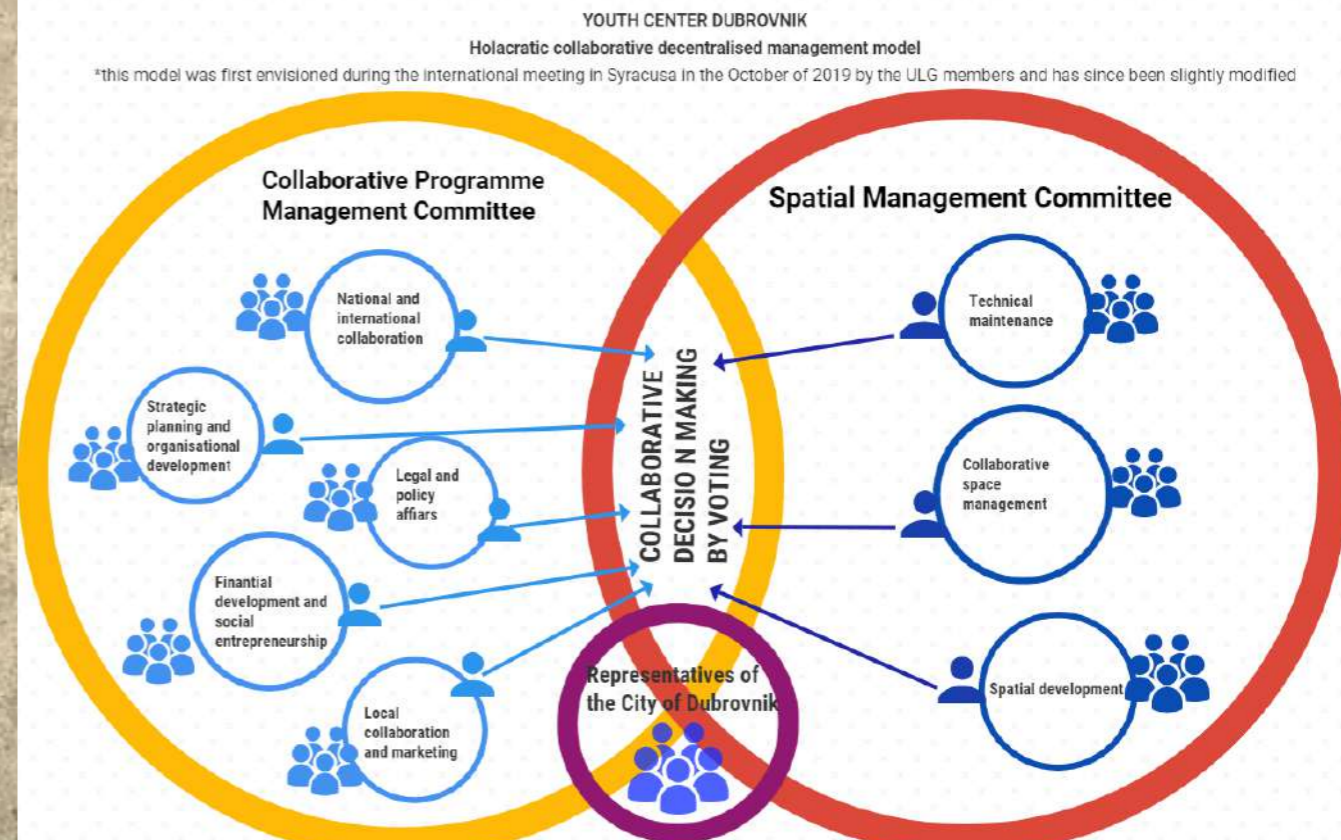 YOUTH CENTER DUBROVNIK
Holacratic collaborative decentralised management model
*this model was first envisioned during the international meeting in Syracusa in the October of 2019 by the ULG members and has since been slightly modified
Collaborative Programme
Management Committee
National and
international
collaboration
Strategic
planning and
organisational
development
Legal and
policy
affiars
Finantial
development and
social
entrepreneurship
Local
collaboration
and marketing
COLLABORATIVE
DECISIO N MAKING
BY VOTING
Representatives of
the City of Dubrovnik
Spatial Management Committee
Technical
maintenance
Collaborative
space
management
Spatial development